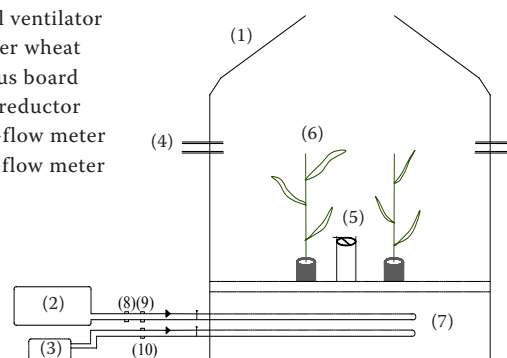 l ventilator
er wheat
us board
reductor
-flow meter
-flow meter
(1)
(4)
(6)
(5)
(2)
(8) (9)
(7)
(3)
(10)